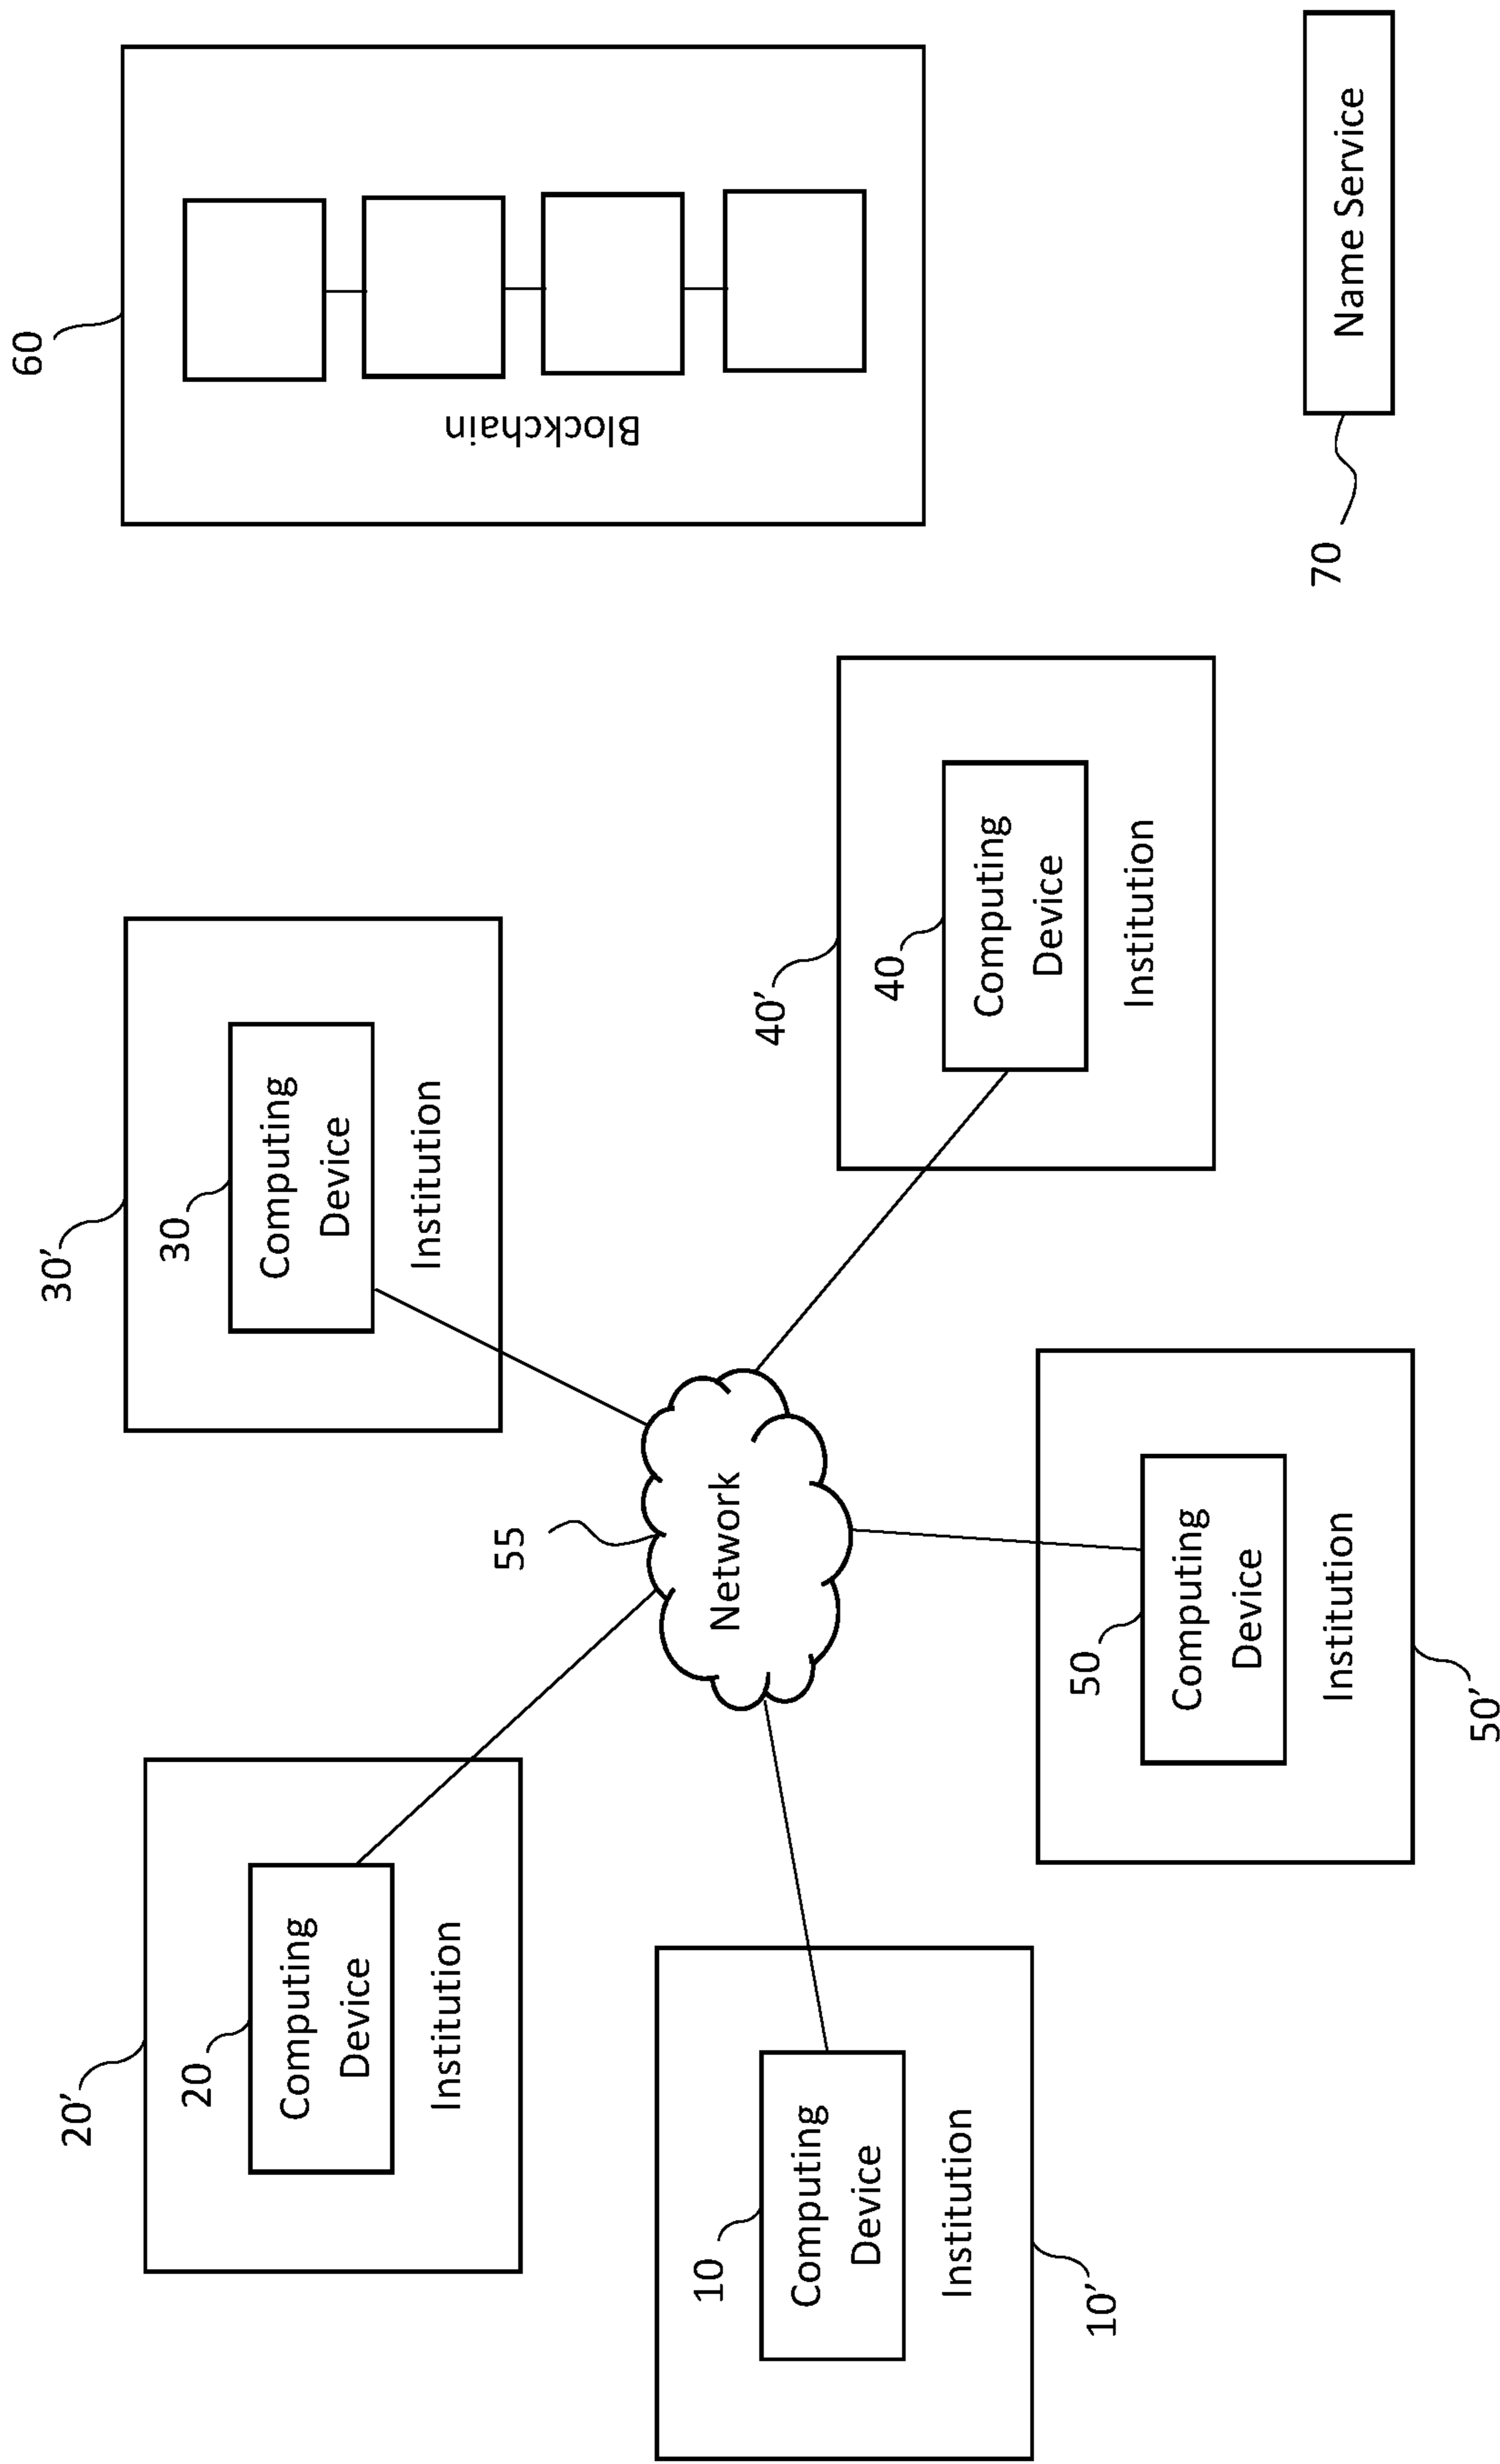 20'
20
Computing
Device
Institution
30'
30
Computing
Device
Institution
60
Blockchain
55
Network
10
Computing
Device
Institution
10'
50
Computing
Device
Institution
50'
40'
40
Computing
Device
Institution
70
Name Service